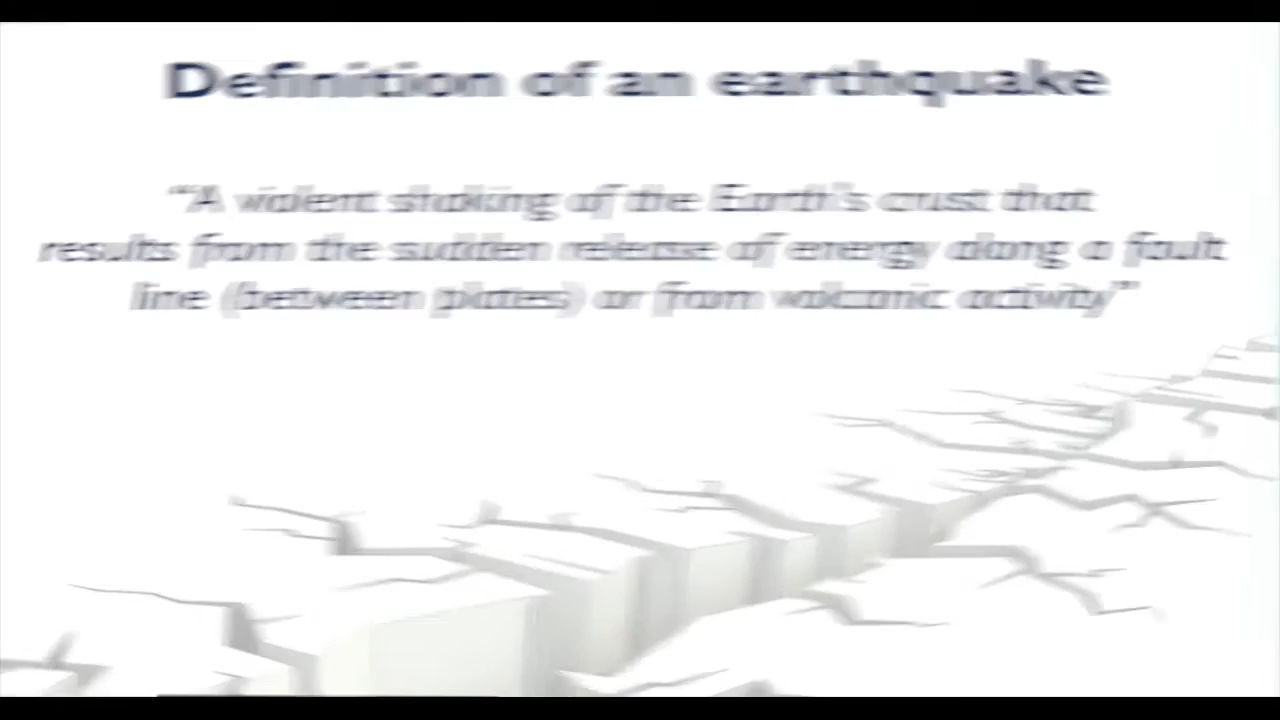 Definition of an earthquake
“A violent shaking of the Earth's crust that
results from the sudden release of energy along a fault
line (between plates) or from volcanic activity”